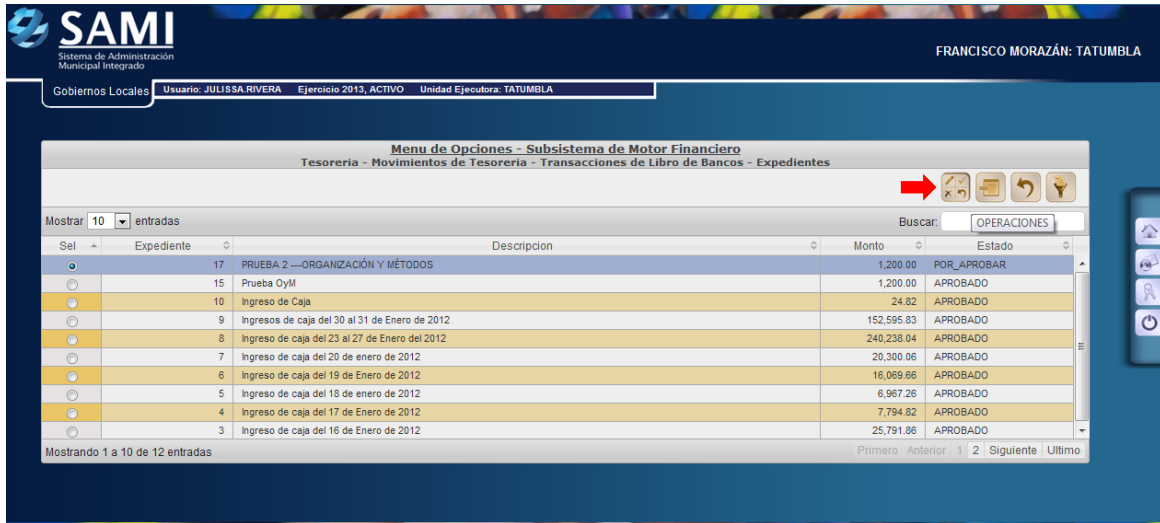 SAMI
Sistema de Administración
Municipal Integrado
FRANCISCO MORAZÁN: TATUMBLA
Gobiernos Locales
Usuario: JULISSA.RIVERA Ejercicio 2013, ACTIVO Unidad Ejecutora: TATUMBLA
Menu de Opciones - Subsistema de Motor Financiero
Tesoreria - Movimientos de Tesoreria - Transacciones de Libro de Bancos - Expedientes
Mostrar 10 entradas Buscar: OPERACIONES
Sel Expediente Descripcion Monto Estado
17 PRUEBA 2 ---ORGANIZACIÓN Y MÉTODOS 1,200.00 POR_APROBAR
15 Prueba OyM 1,200.00 APROBADO
10 Ingreso de Caja 24.82 APROBADO
9 Ingresos de caja del 30 al 31 de Enero de 2012 152,595.83 APROBADO
8 Ingreso de caja del 23 al 27 de Enero del 2012 240,238.04 APROBADO
7 Ingreso de caja del 20 de enero de 2012 20,300.06 APROBADO
6 Ingreso de caja del 19 de Enero de 2012 16,069.66 APROBADO
5 Ingreso de caja del 18 de enero de 2012 6,967.26 APROBADO
4 Ingreso de caja del 17 de Enero de 2012 7,794.82 APROBADO
3 Ingreso de caja del 16 de Enero de 2012 25,791.86 APROBADO
Mostrando 1 a 10 de 12 entradas Primero Anterior 1 2 Siguiente Ultimo